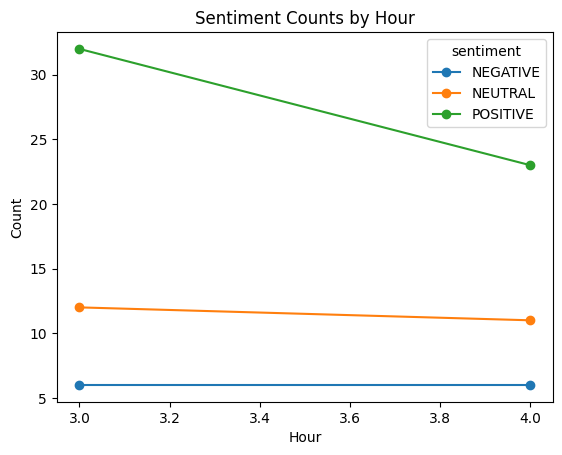 Sentiment Counts by Hour
sentiment
NEGATIVE
NEUTRAL
POSITIVE
Count
30
25
20
15
10
5
3.0 3.2 3.4 3.6 3.8 4.0
Hour